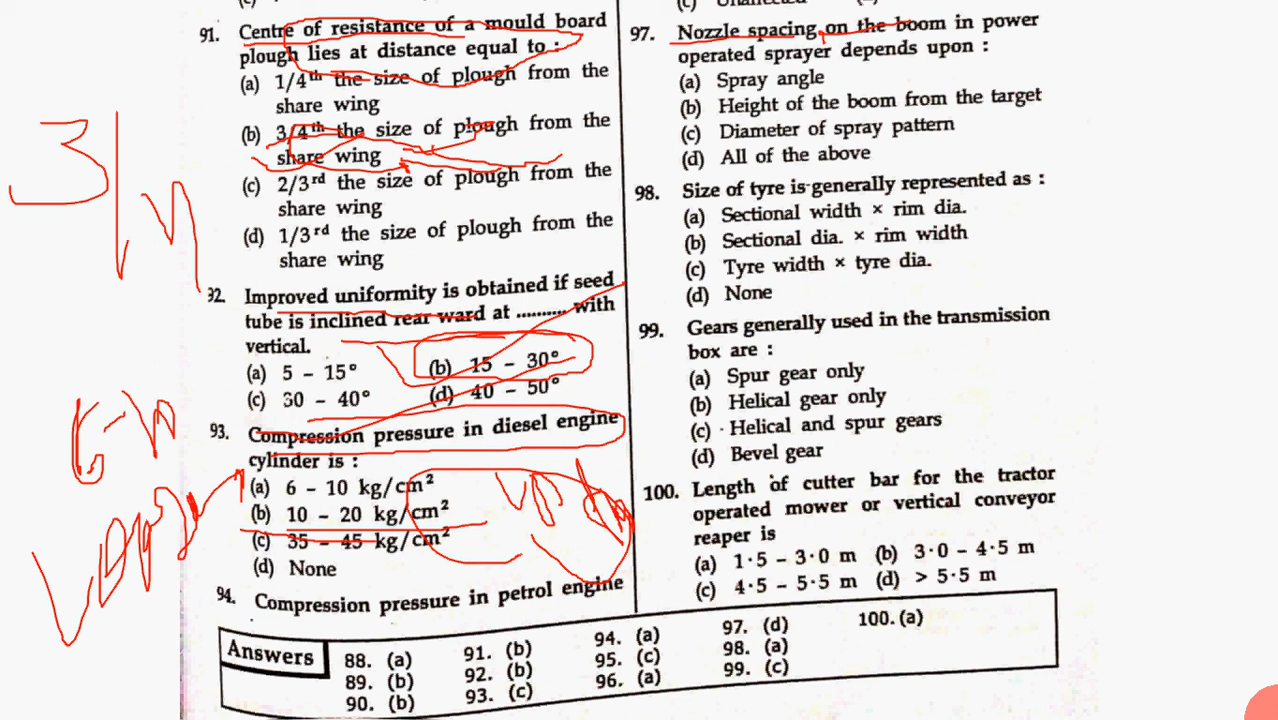 91. Centre of resistance of a mould board
plough lies at distance equal to :
(a) 1/4th the size of plough from the
share wing
(b) 3/4th the size of plough from the
share wing
(c) 2/3rd the size of plough from the
share wing
(d) 1/3rd the size of plough from the
share wing
92. Improved uniformity is obtained if seed
tube is inclined rear ward at .......... with
vertical.
(a) 5 – 15° (b) 15 – 30°
(c) 30 – 40° (d) 40 – 50°
93. Compression pressure in diesel engine
cylinder is :
(a) 6 – 10 kg/cm²
(b) 10 – 20 kg/cm²
(c) 35 – 45 kg/cm²
(d) None
94. Compression pressure in petrol engine
97. Nozzle spacing on the boom in power
operated sprayer depends upon :
(a) Spray angle
(b) Height of the boom from the target
(c) Diameter of spray pattern
(d) All of the above
98. Size of tyre is generally represented as :
(a) Sectional width × rim dia.
(b) Sectional dia. × rim width
(c) Tyre width × tyre dia.
(d) None
99. Gears generally used in the transmission
box are :
(a) Spur gear only
(b) Helical gear only
(c) Helical and spur gears
(d) Bevel gear
100. Length of cutter bar for the tractor
operated mower or vertical conveyor
reaper is
(a) 1·5 – 3·0 m (b) 3·0 – 4·5 m
(c) 4·5 – 5·5 m (d) > 5·5 m
Answers
88. (a) 91. (b) 94. (a) 97. (d) 100. (a)
89. (b) 92. (b) 95. (c) 98. (a)
90. (b) 93. (c) 96. (a) 99. (c)